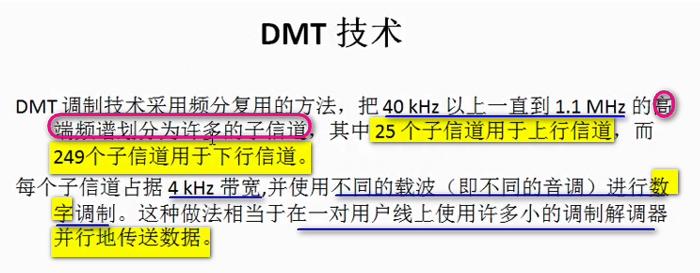 DMT 技术
DMT 调制技术采用频分复用的方法，把 40 kHz 以上一直到 1.1 MHz 的高
端频谱划分为许多的子信道，其中 25 个子信道用于上行信道，而
249个子信道用于下行信道。
每个子信道占据 4 kHz 带宽,并使用不同的载波（即不同的音调）进行数
字调制。这种做法相当于在一对用户线上使用许多小的调制解调器
并行地传送数据。